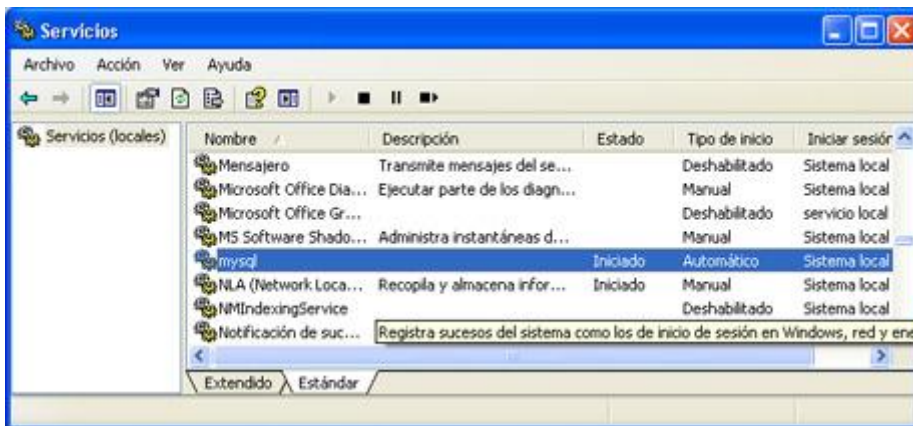 Servicios
Archivo Acción Ver Ayuda
Servicios (locales)
Nombre Descripción Estado Tipo de inicio Iniciar sesión
Mensajero Transmite mensajes del se... Deshabilitado Sistema local
Microsoft Office Dia... Ejecutar parte de los diagn... Manual Sistema local
Microsoft Office Gr... Deshabilitado servicio local
MS Software Shado... Administra instantáneas d... Manual Sistema local
mysql Iniciado Automático Sistema local
NLA (Network Loca... Recopila y almacena infor... Iniciado Manual Sistema local
NMIndexingService Deshabilitado Sistema local
Notificación de suc... Registra sucesos del sistema como los de inicio de sesión en Windows, red y ene
Extendido Estándar